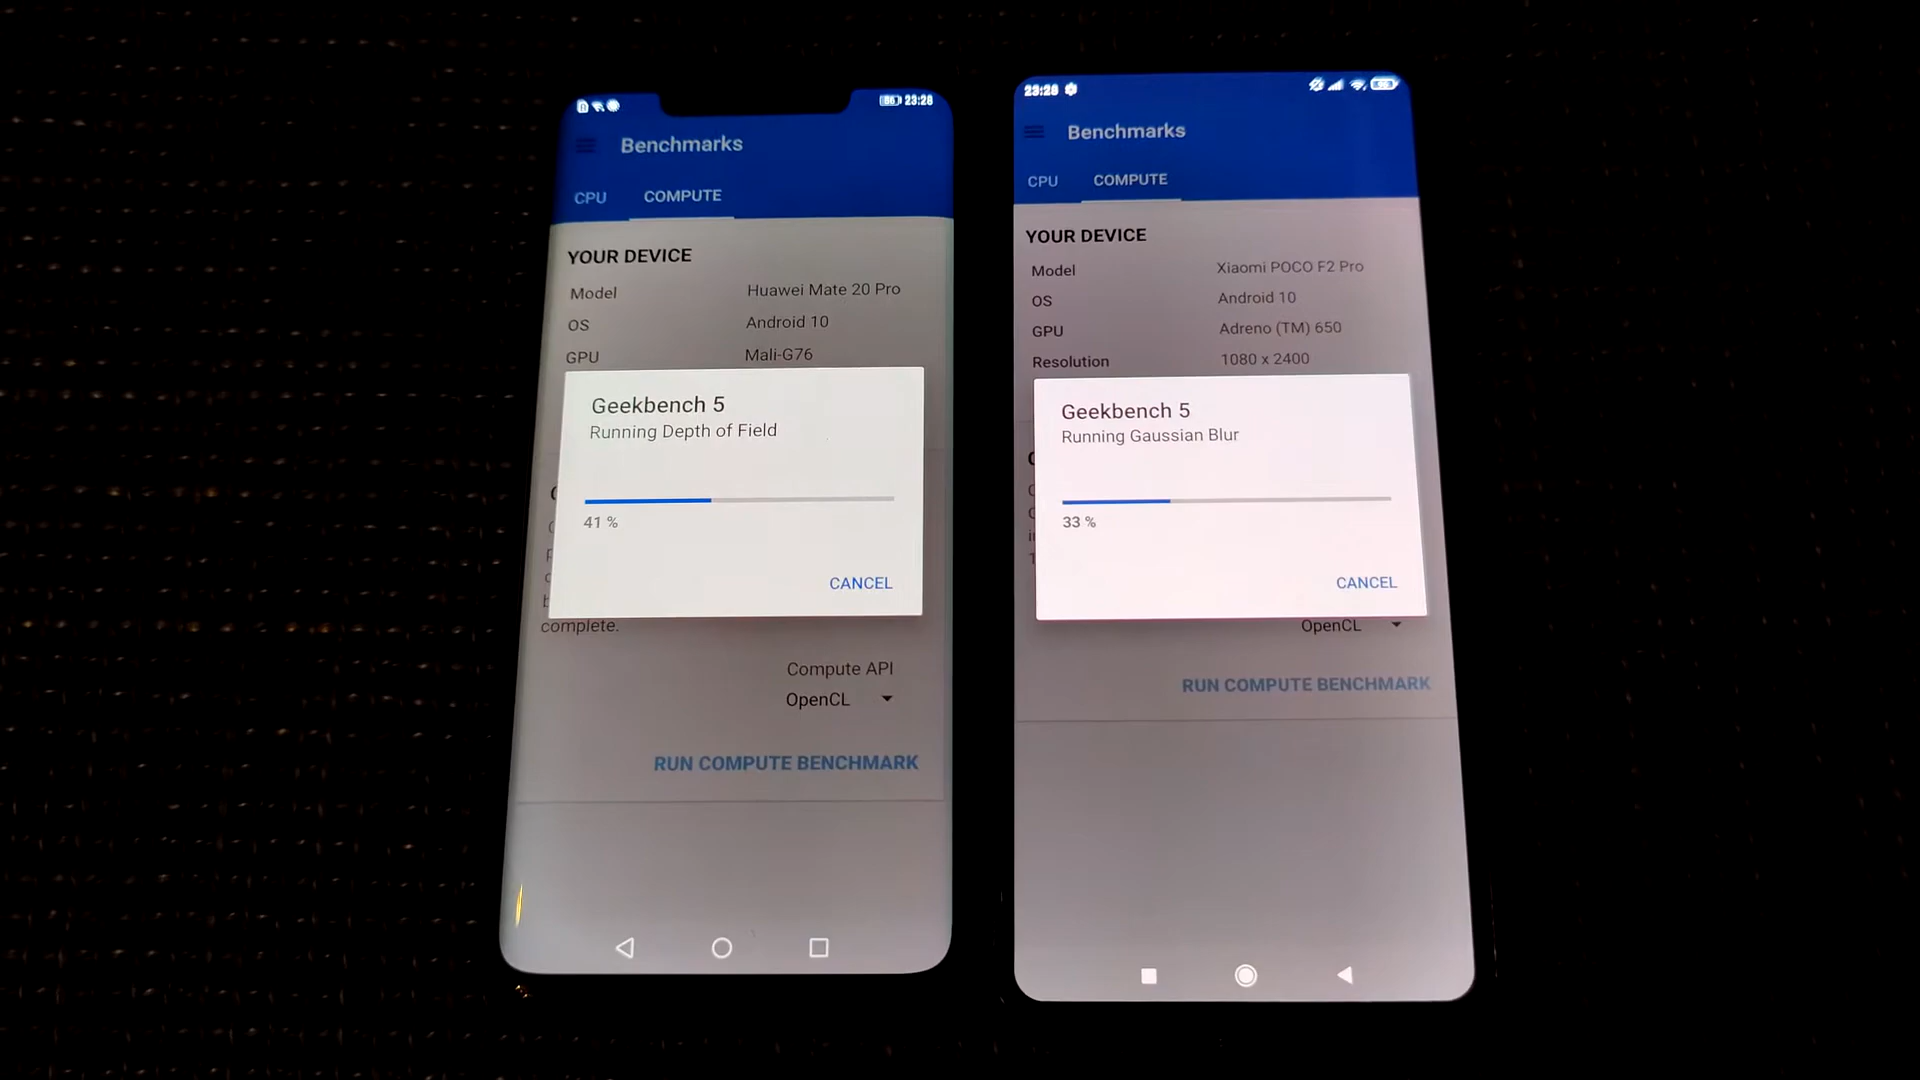 86 23:28
Benchmarks
CPU COMPUTE
YOUR DEVICE
Model Huawei Mate 20 Pro
OS Android 10
GPU Mali-G76
Geekbench 5
Running Depth of Field
41 %
CANCEL
complete.
Compute API
OpenCL
RUN COMPUTE BENCHMARK
23:28
Benchmarks
CPU COMPUTE
YOUR DEVICE
Model Xiaomi POCO F2 Pro
OS Android 10
GPU Adreno (TM) 650
Resolution 1080 x 2400
Geekbench 5
Running Gaussian Blur
33 %
CANCEL
OpenCL
RUN COMPUTE BENCHMARK